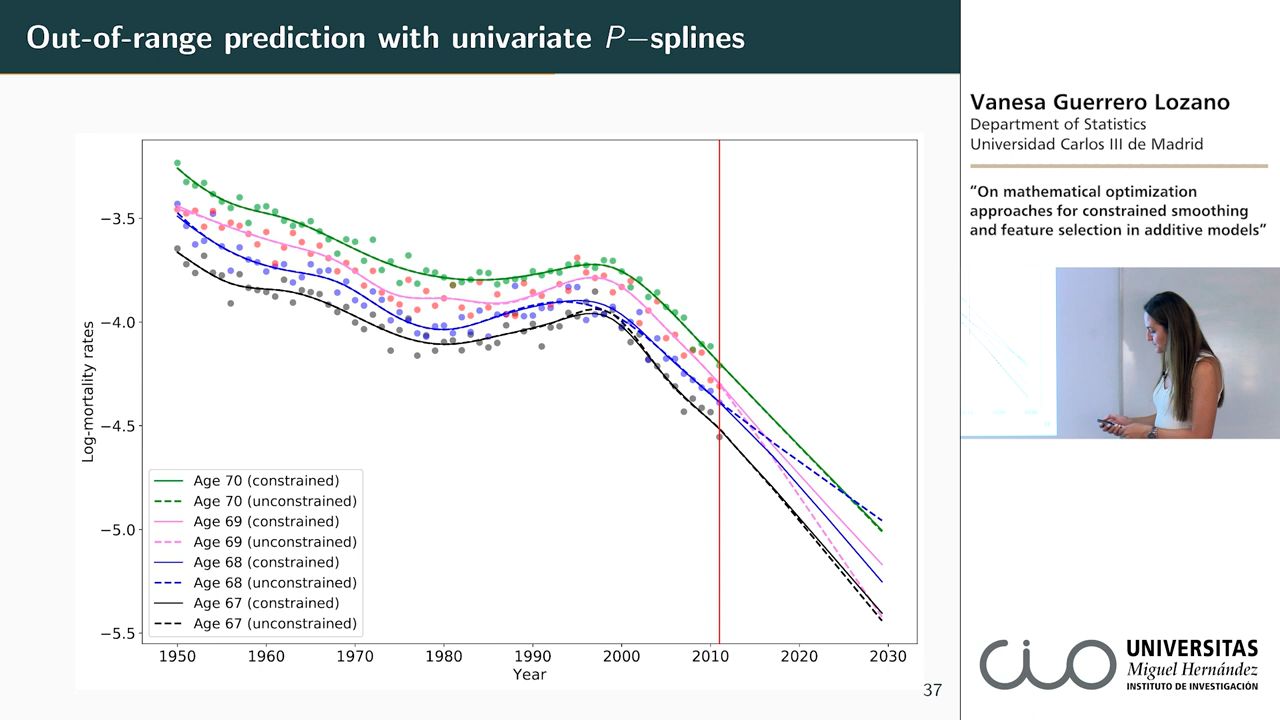 Out-of-range prediction with univariate P−splines
−3.5
−4.0
−4.5
−5.0
−5.5
Log-mortality rates
Age 70 (constrained)
Age 70 (unconstrained)
Age 69 (constrained)
Age 69 (unconstrained)
Age 68 (constrained)
Age 68 (unconstrained)
Age 67 (constrained)
Age 67 (unconstrained)
1950 1960 1970 1980 1990 2000 2010 2020 2030
Year
37
Vanesa Guerrero Lozano
Department of Statistics
Universidad Carlos III de Madrid
“On mathematical optimization
approaches for constrained smoothing
and feature selection in additive models”
cio
UNIVERSITAS
Miguel Hernández
INSTITUTO DE INVESTIGACIÓN